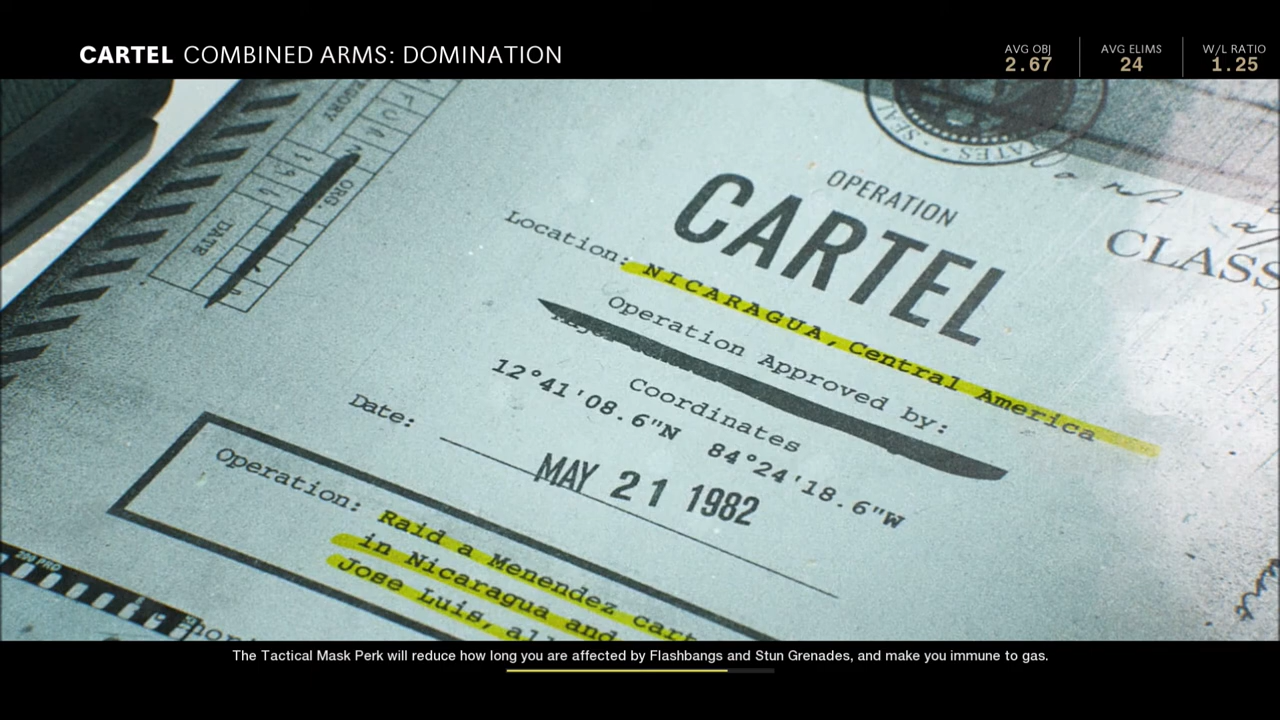 CARTEL COMBINED ARMS: DOMINATION
AVG OBJ
2.67
AVG ELIMS
24
W/L RATIO
1.25
ORG
DATE
SEAL
OPERATION
CARTEL
CLASS
Location: NICARAGUA, Central America
Operation Approved by:
Coordinates
12°41'08.6"N 84°24'18.6"W
Date: MAY 21 1982
Operation: Raid a Menendez cart
in Nicaragua and
Jose Luis, all
The Tactical Mask Perk will reduce how long you are affected by Flashbangs and Stun Grenades, and make you immune to gas.